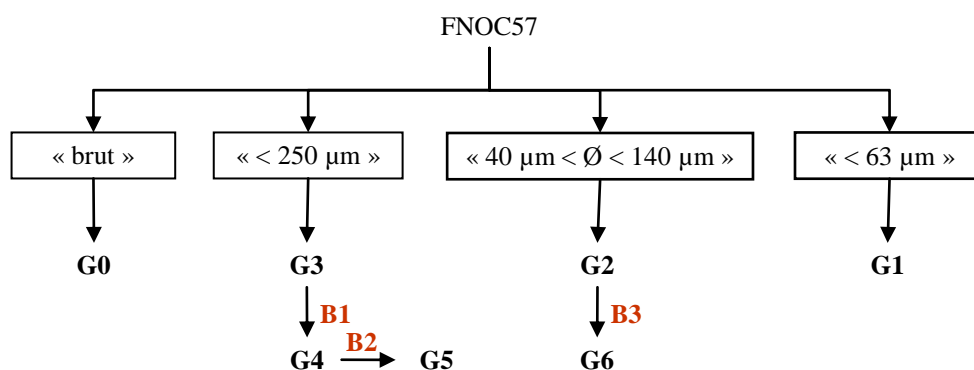 FNOC57
« brut » « < 250 µm » « 40 µm < Ø < 140 µm » « < 63 µm »
G0 G3 G2 G1
B1 B3
B2
G4 G5 G6